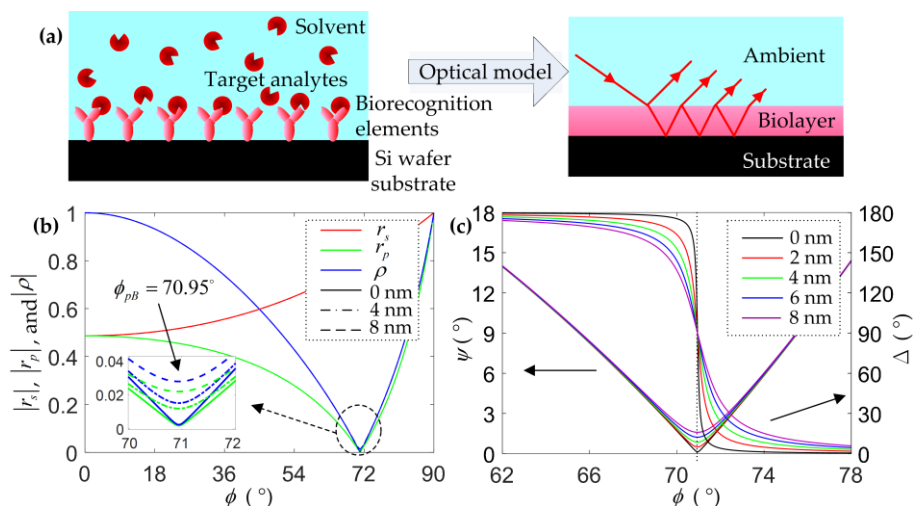 (a)
Solvent
Target analytes
Biorecognition
elements
Si wafer
substrate
Optical model
Ambient
Biolayer
Substrate
(b)
1
0.8
0.6
0.4
0.2
0
|r_s|, |r_p|, and|ρ|
r_s
r_p
ρ
0 nm
4 nm
8 nm
ϕ_pB = 70.95°
0.04
0.02
0
70 71 72
0 18 36 54 72 90
ϕ (°)
(c)
18
15
12
9
6
3
0
ψ (°)
0 nm
2 nm
4 nm
6 nm
8 nm
180
150
120
90
60
30
0
Δ (°)
62 66 70 74 78
ϕ (°)